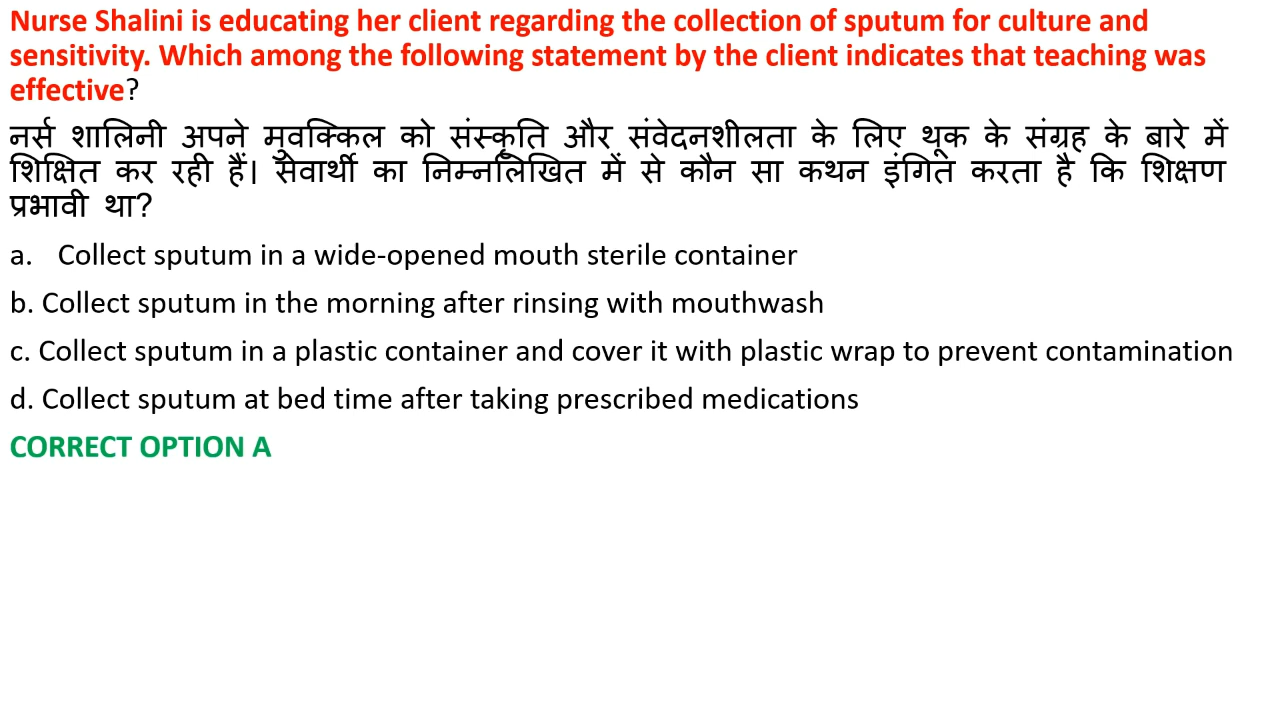 Nurse Shalini is educating her client regarding the collection of sputum for culture and
sensitivity. Which among the following statement by the client indicates that teaching was
effective?
नर्स शालिनी अपने मुवक्किल को संस्कृति और संवेदनशीलता के लिए थूक के संग्रह के बारे में
शिक्षित कर रही हैं। सेवार्थी का निम्नलिखित में से कौन सा कथन इंगित करता है कि शिक्षण
प्रभावी था?
a. Collect sputum in a wide-opened mouth sterile container
b. Collect sputum in the morning after rinsing with mouthwash
c. Collect sputum in a plastic container and cover it with plastic wrap to prevent contamination
d. Collect sputum at bed time after taking prescribed medications
CORRECT OPTION A